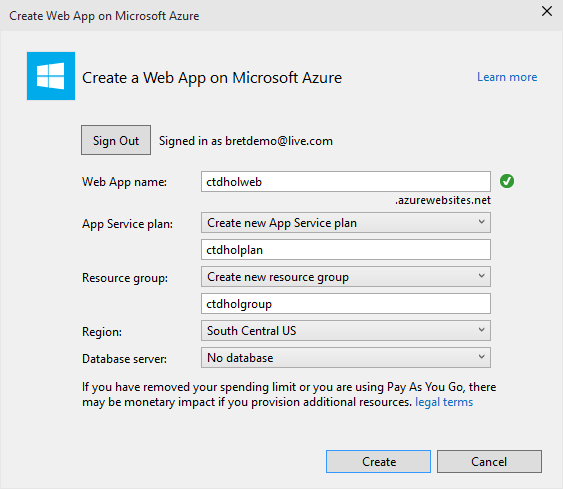 Create Web App on Microsoft Azure
Create a Web App on Microsoft Azure
Learn more
Sign Out Signed in as bretdemo@live.com
Web App name: ctdholweb
.azurewebsites.net
App Service plan: Create new App Service plan
ctdholplan
Resource group: Create new resource group
ctdholgroup
Region: South Central US
Database server: No database
If you have removed your spending limit or you are using Pay As You Go, there
may be monetary impact if you provision additional resources. legal terms
Create Cancel